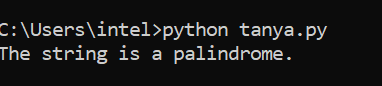 C:\Users\intel>python tanya.py
The string is a palindrome.